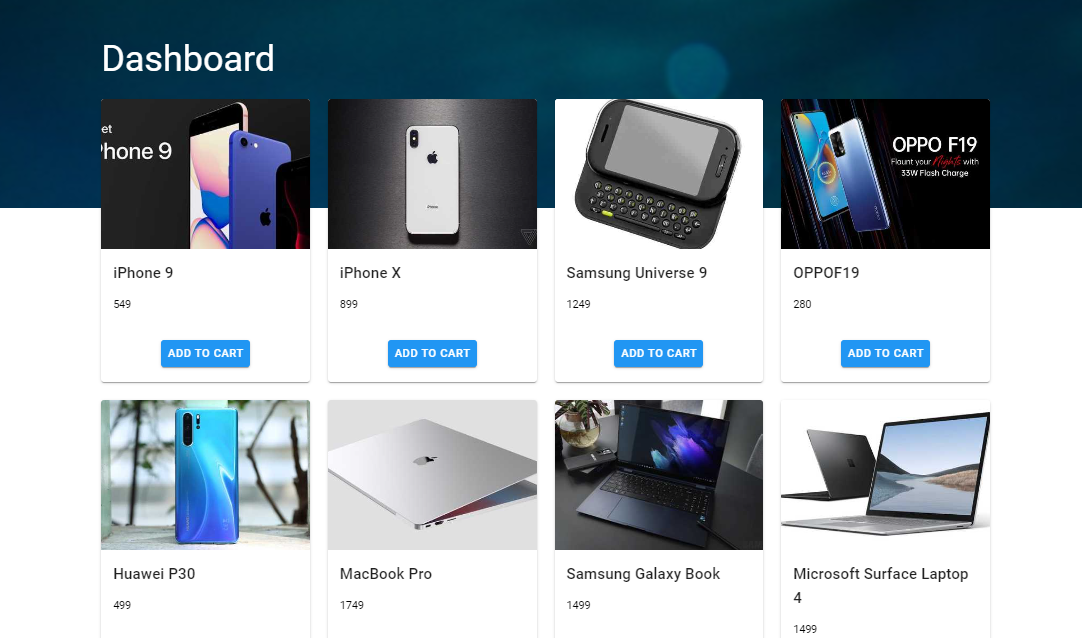 Dashboard
et
Phone 9
OPPO F19
Flaunt your Nights with
33W Flash Charge
iPhone 9
iPhone X
Samsung Universe 9
OPPOF19
549
899
1249
280
ADD TO CART
ADD TO CART
ADD TO CART
ADD TO CART
Huawei P30
MacBook Pro
Samsung Galaxy Book
Microsoft Surface Laptop
4
499
1749
1499
1499